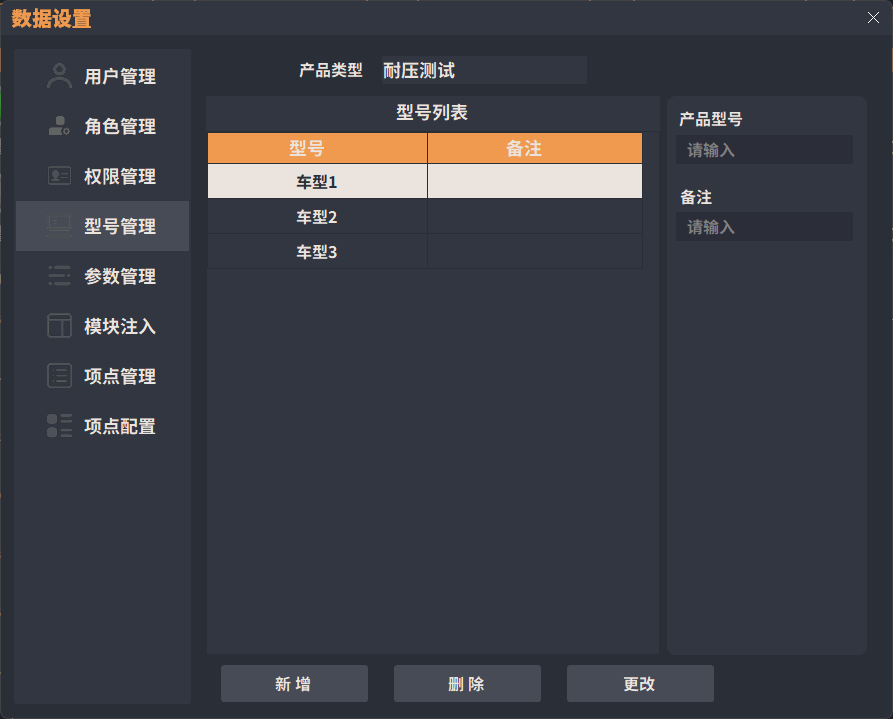 数据设置
用户管理
角色管理
权限管理
型号管理
参数管理
模块注入
项点管理
项点配置
产品类型 耐压测试
型号列表
型号 备注
车型1
车型2
车型3
产品型号
请输入
备注
请输入
新 增 删 除 更改